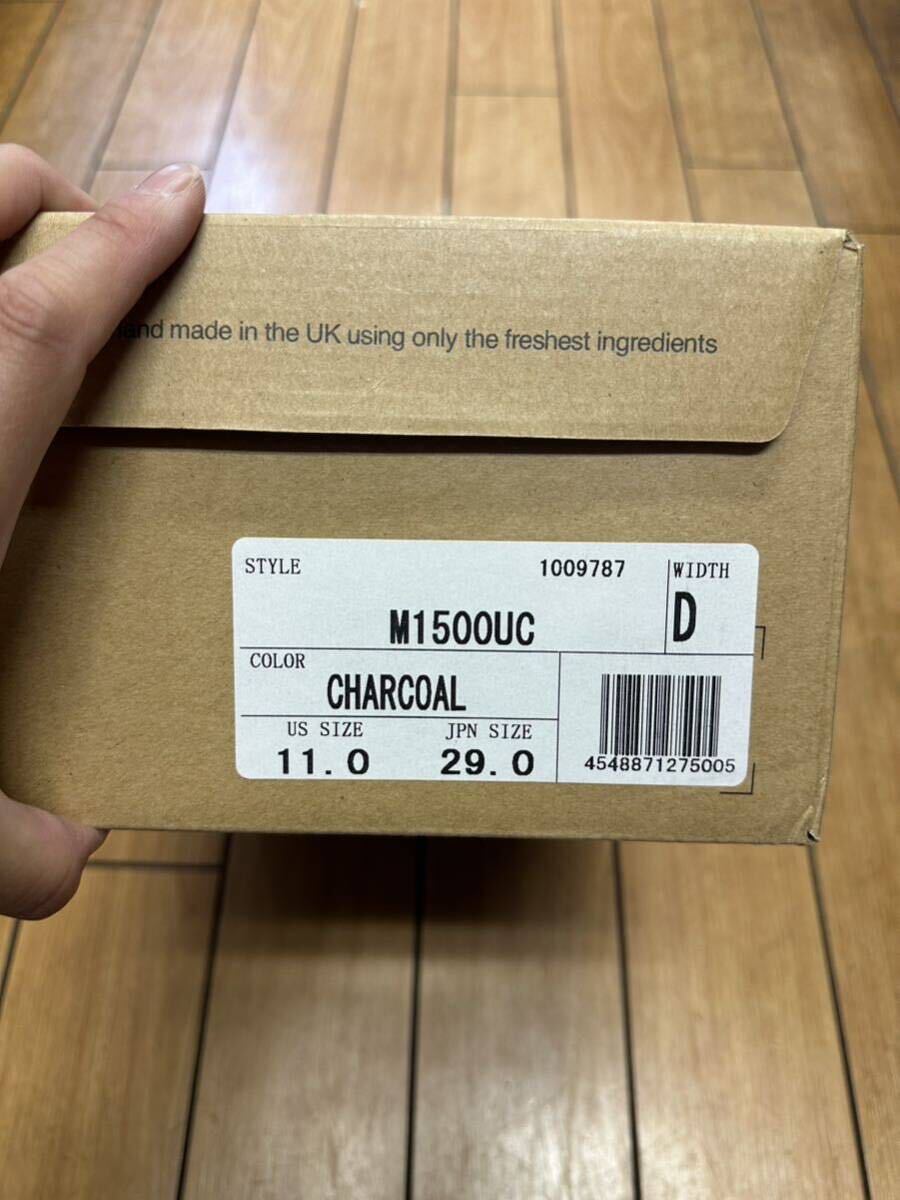 made in the UK using only the freshest ingredients
STYLE 1009787 WIDTH
M1500UC D
COLOR
CHARCOAL
US SIZE JPN SIZE
11.0 29.0
4548871275005